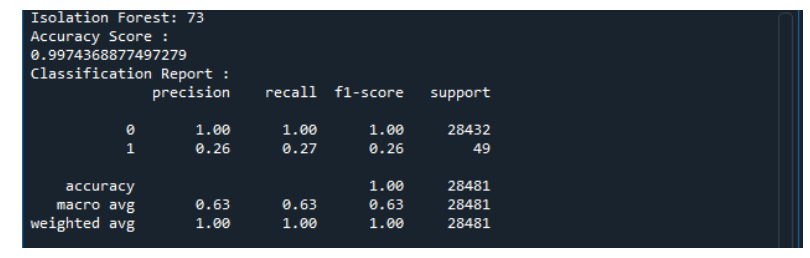 Isolation Forest: 73
Accuracy Score :
0.9974368877497279
Classification Report :
precision recall f1-score support
0 1.00 1.00 1.00 28432
1 0.26 0.27 0.26 49
accuracy 1.00 28481
macro avg 0.63 0.63 0.63 28481
weighted avg 1.00 1.00 1.00 28481